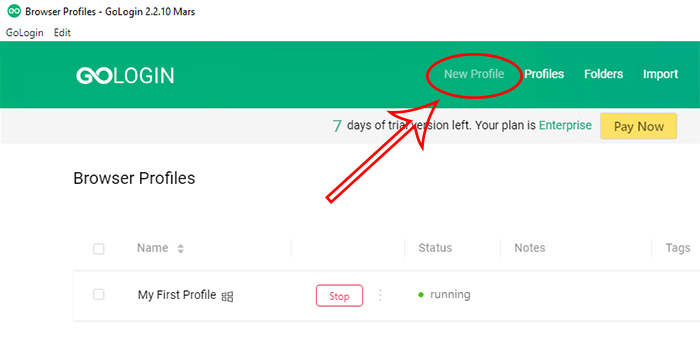 Browser Profiles - GoLogin 2.2.10 Mars
GoLogin Edit
GOLOGIN New Profile Profiles Folders Import
7 days of trial version left. Your plan is Enterprise Pay Now
Browser Profiles
Name Status Notes Tags
My First Profile Stop running